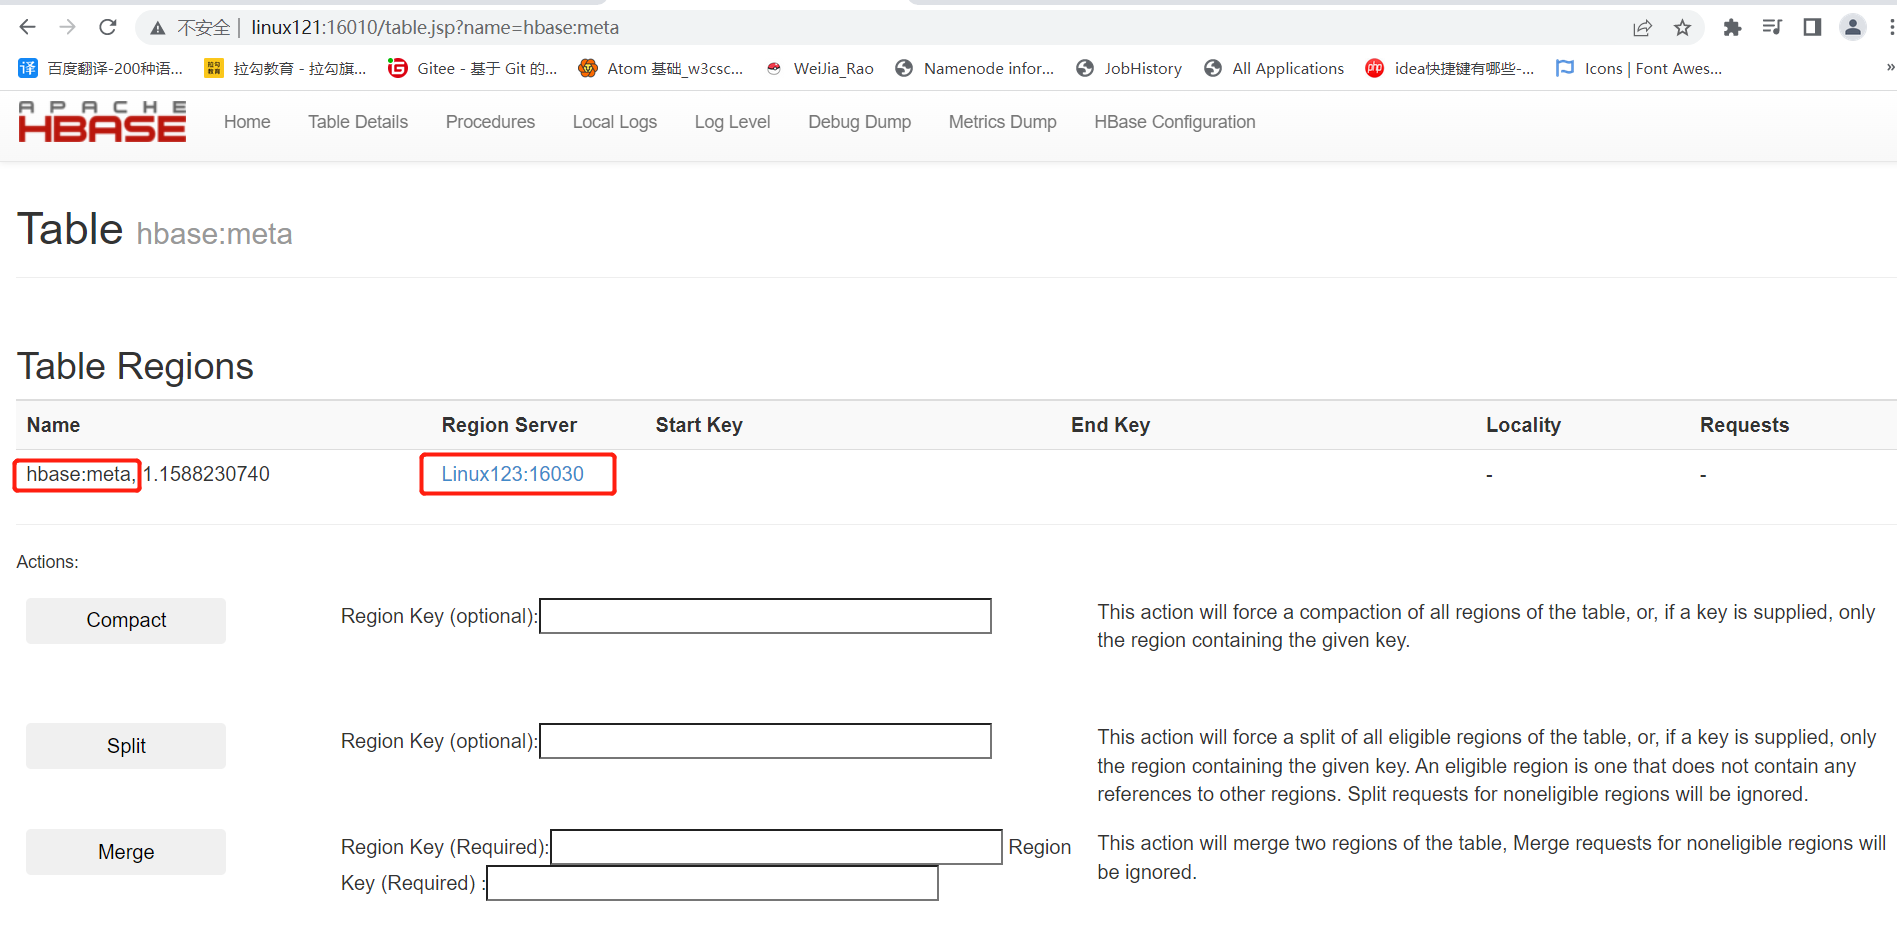 不安全 | linux121:16010/table.jsp?name=hbase:meta
译 百度翻译-200种语... 拉勾教育 拉勾教育 - 拉勾旗... G Gitee - 基于 Git 的... Atom 基础_w3csc... WeiJia_Rao Namenode infor... JobHistory All Applications php idea快捷键有哪些-... Icons | Font Awes... »
APACHE
HBASE Home Table Details Procedures Local Logs Log Level Debug Dump Metrics Dump HBase Configuration
Table hbase:meta
Table Regions
Name Region Server Start Key End Key Locality Requests
hbase:meta,,1.1588230740 Linux123:16030 - -
Actions:
Compact Region Key (optional): This action will force a compaction of all regions of the table, or, if a key is supplied, only
the region containing the given key.
Split Region Key (optional): This action will force a split of all eligible regions of the table, or, if a key is supplied, only
the region containing the given key. An eligible region is one that does not contain any
references to other regions. Split requests for noneligible regions will be ignored.
Merge Region Key (Required): Region This action will merge two regions of the table, Merge requests for noneligible regions will
Key (Required) : be ignored.